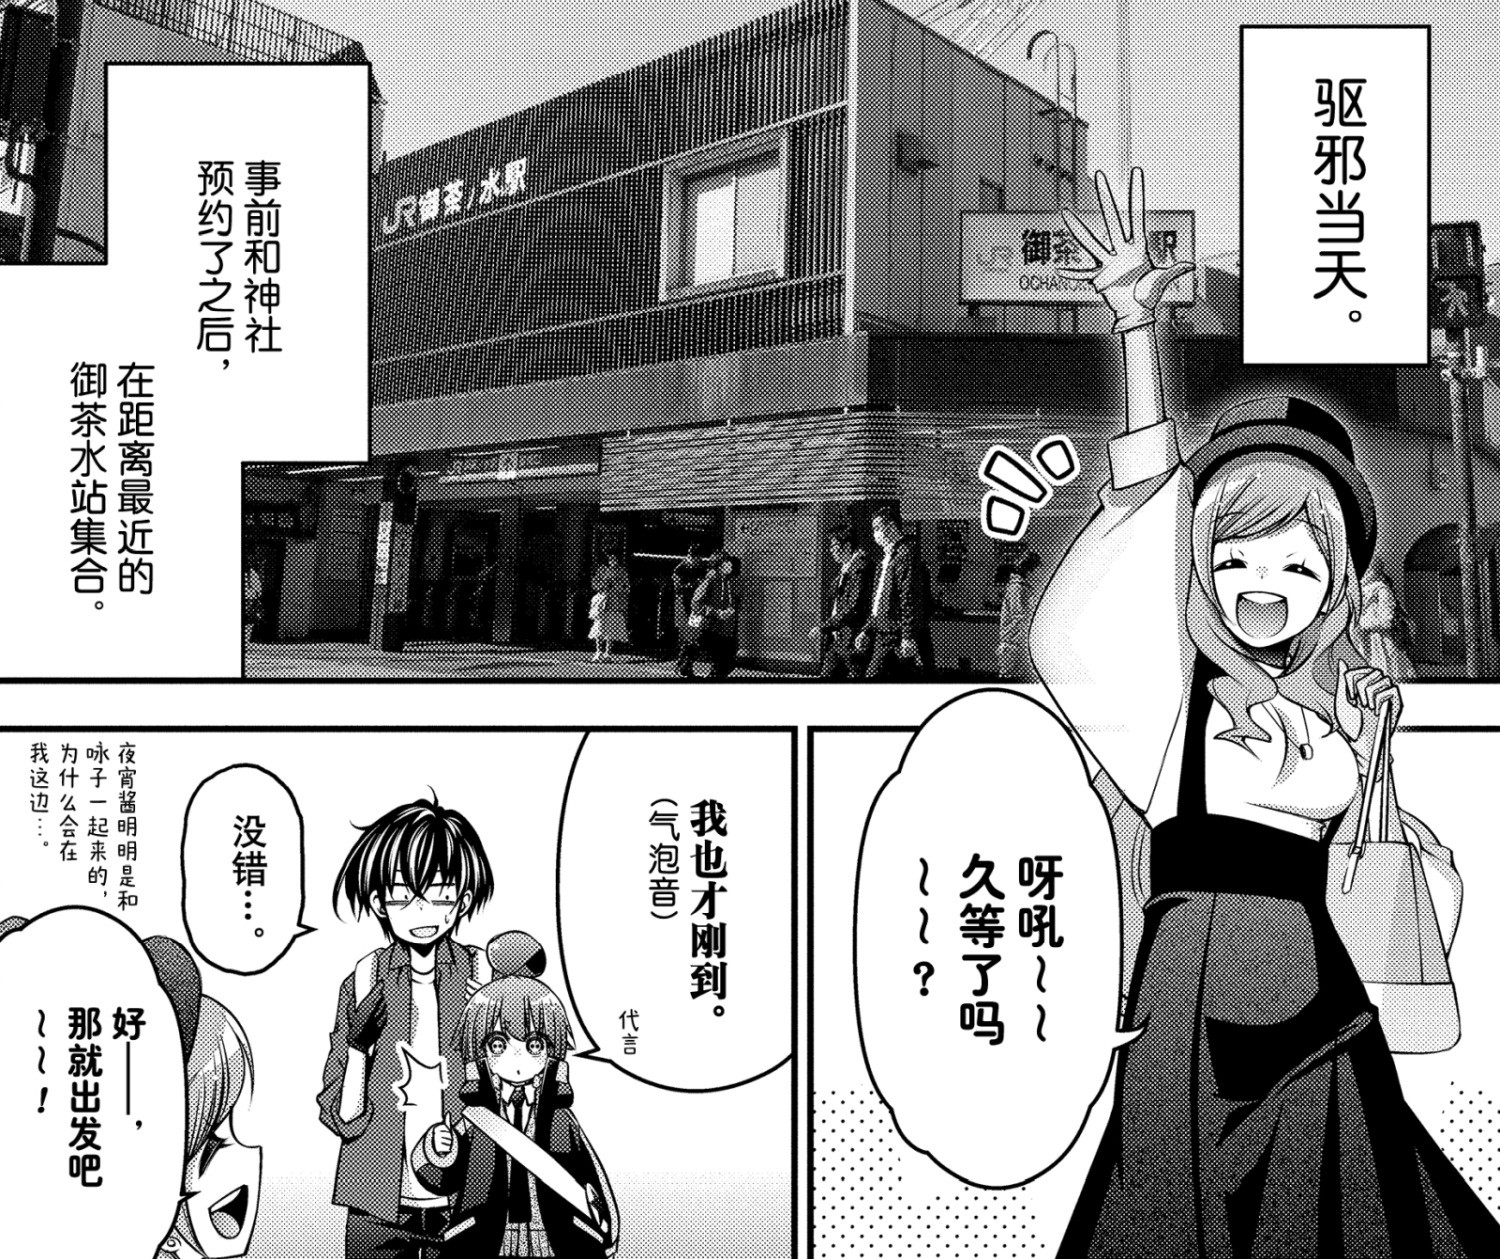 驱邪当天。
JR御茶ノ水駅
御茶
駅
事前和神社
预约了之后，
在距离最近的
御茶水站集合。
呀吼～～
久等了吗
～～～？
我也才刚到。
（气泡音）
代言
没错…。
夜宵酱明明是和
咏子一起来的，
为什么会在
我这边…。
好——，
那就出发吧
～～！